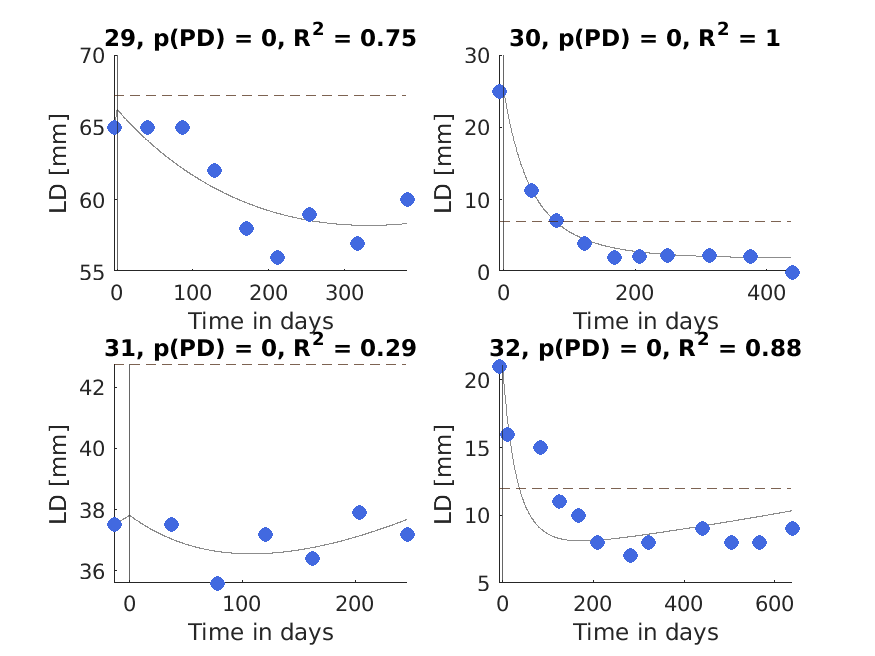 29, p(PD) = 0, R² = 0.75
70
65
60
55
LD [mm]
0 100 200 300
Time in days
30, p(PD) = 0, R² = 1
30
20
10
0
LD [mm]
0 200 400
Time in days
31, p(PD) = 0, R² = 0.29
42
40
38
36
LD [mm]
0 100 200
Time in days
32, p(PD) = 0, R² = 0.88
20
15
10
5
LD [mm]
0 200 400 600
Time in days